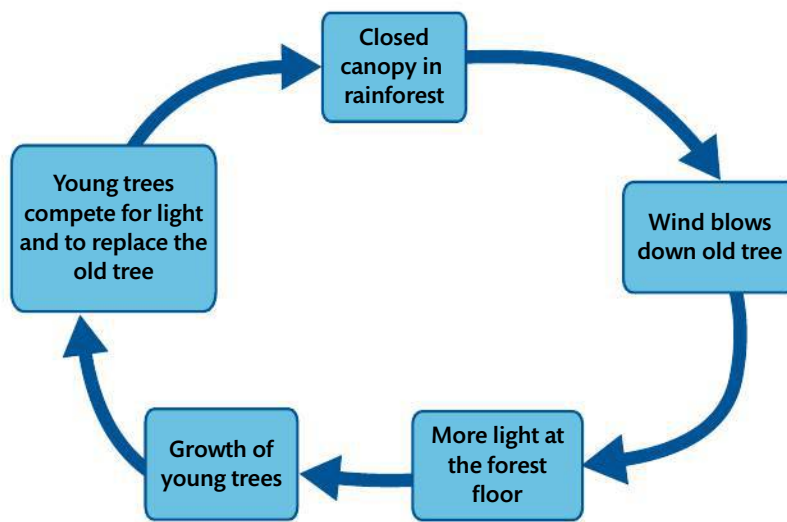 Closed
canopy in
rainforest
Wind blows
down old tree
More light at
the forest
floor
Growth of
young trees
Young trees
compete for light
and to replace the
old tree